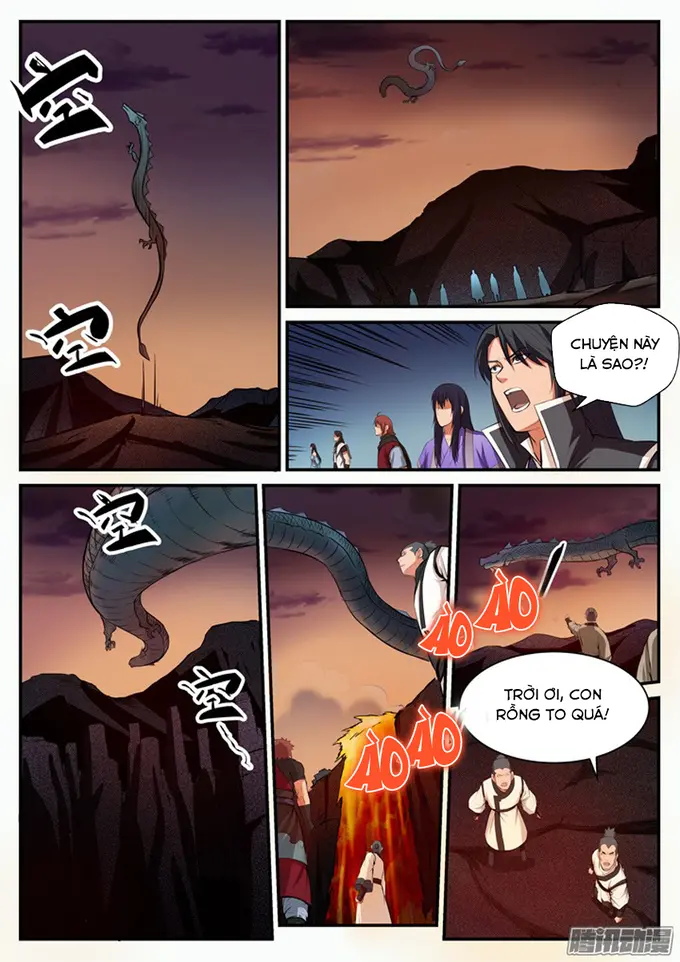 空
空
CHUYỆN NÀY
LÀ SAO?!
空
空
ÀO ÀO
ÀO ÀO
TRỜI ƠI, CON
RỒNG TO QUÁ!
腾讯动漫